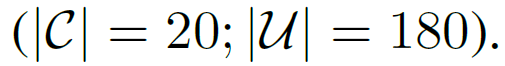 (|𝒞| = 20; |𝒰| = 180).